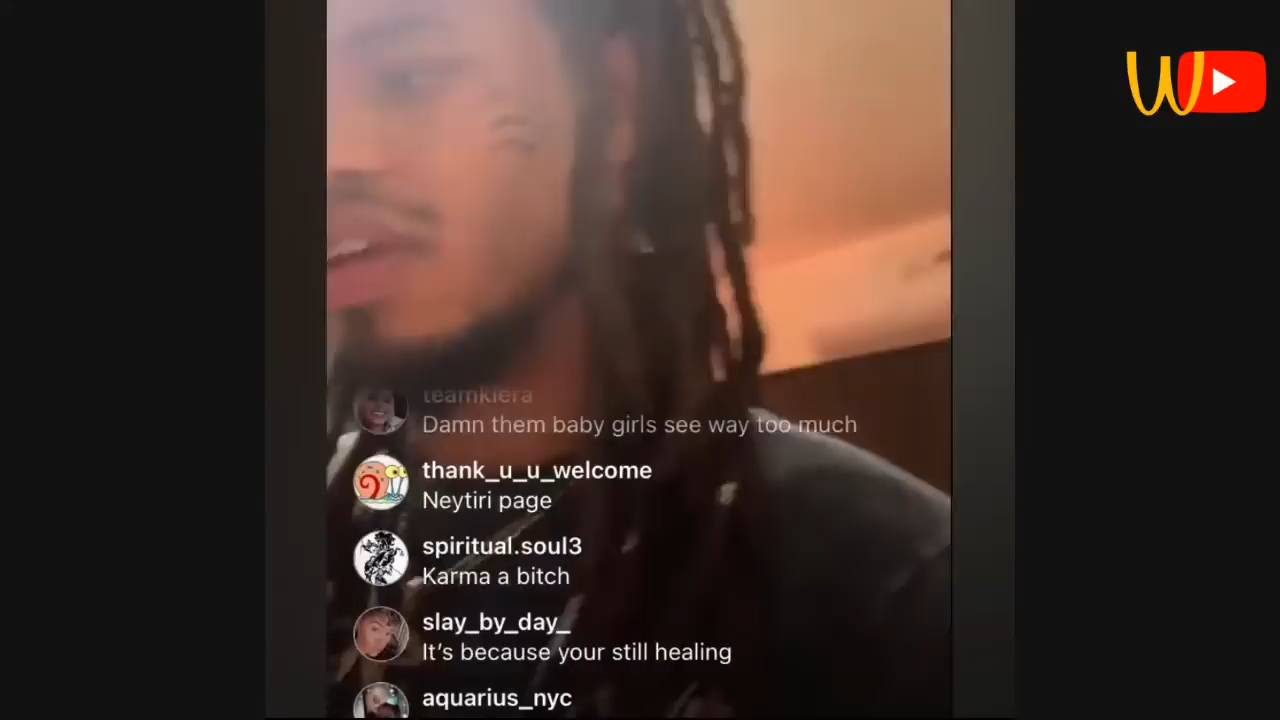 teamkiera
Damn them baby girls see way too much
thank_u_u_welcome
Neytiri page
spiritual.soul3
Karma a bitch
slay_by_day_
It’s because your still healing
aquarius_nyc